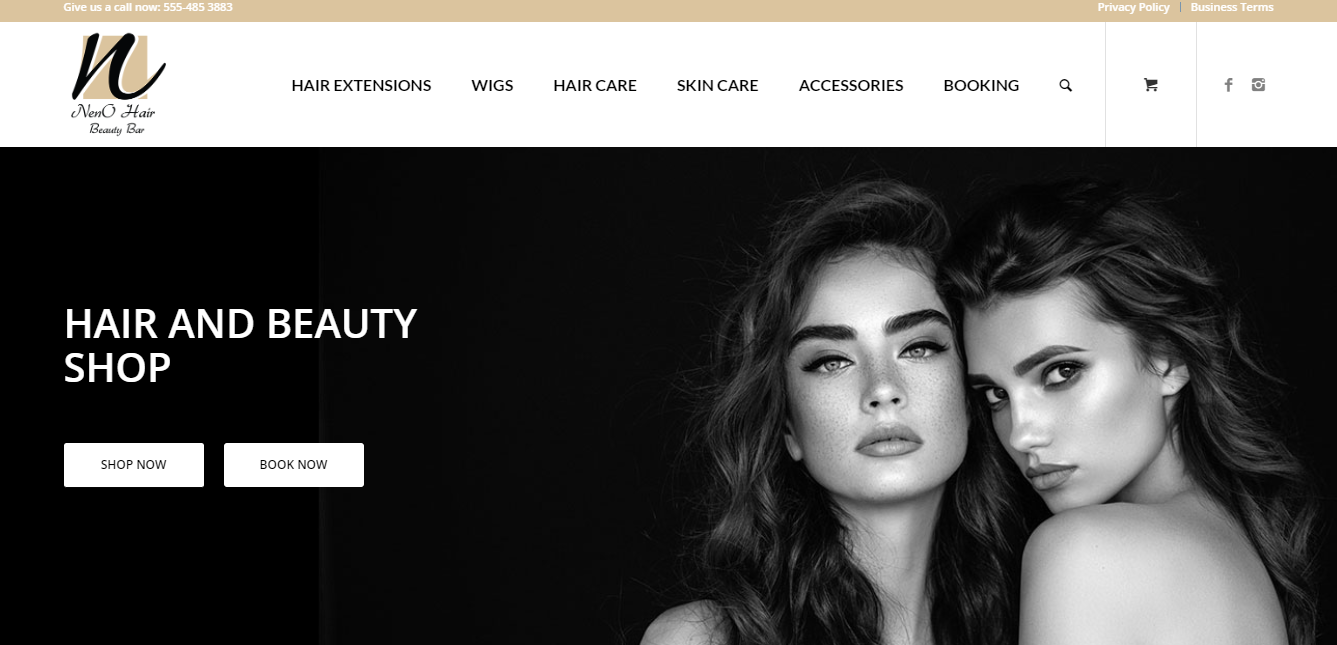 Give us a call now: 555-485 3883
Privacy Policy | Business Terms
n
NenO Hair
Beauty Bar
HAIR EXTENSIONS WIGS HAIR CARE SKIN CARE ACCESSORIES BOOKING
HAIR AND BEAUTY
SHOP
SHOP NOW BOOK NOW